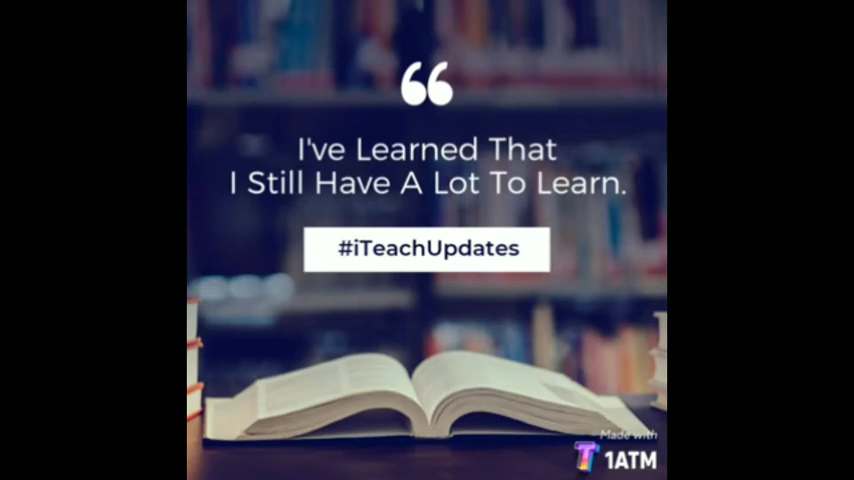 “
I've Learned That
I Still Have A Lot To Learn.
#iTeachUpdates
Made with
1ATM